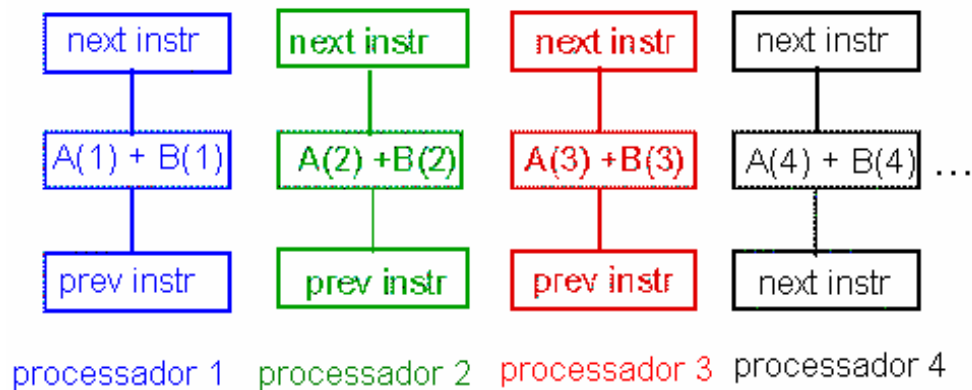 next instr next instr next instr next instr
A(1) + B(1) A(2) +B(2) A(3) +B(3) A(4) + B(4) ...
prev instr prev instr prev instr next instr
processador 1 processador 2 processador 3 processador 4